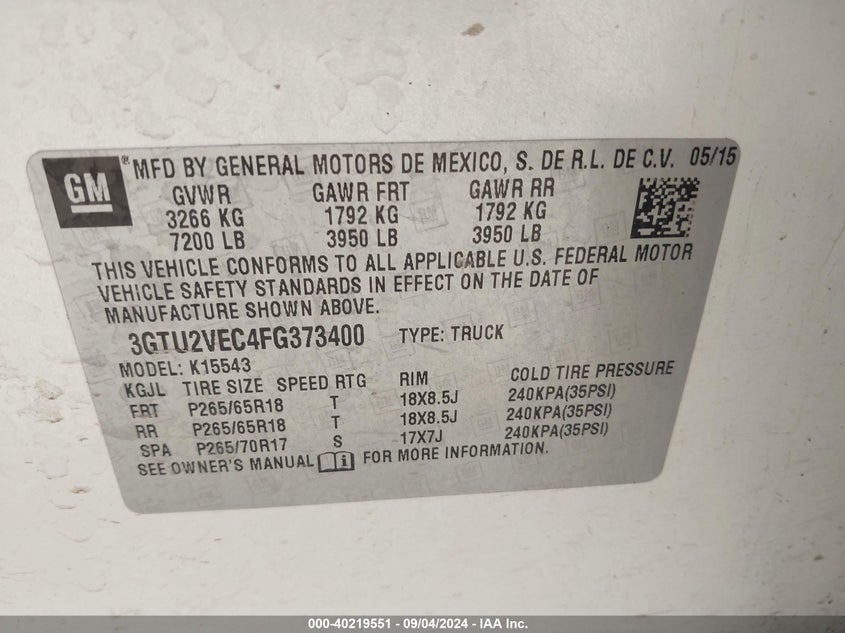 GM ® MFD BY GENERAL MOTORS DE MEXICO, S. DE R.L. DE C.V. 05/15
GVWR GAWR FRT GAWR RR
3266 KG 1792 KG 1792 KG
7200 LB 3950 LB 3950 LB
THIS VEHICLE CONFORMS TO ALL APPLICABLE U.S. FEDERAL MOTOR
VEHICLE SAFETY STANDARDS IN EFFECT ON THE DATE OF
MANUFACTURE SHOWN ABOVE.
3GTU2VEC4FG373400 TYPE: TRUCK
MODEL: K15543
KGJL TIRE SIZE SPEED RTG RIM COLD TIRE PRESSURE
FRT P265/65R18 T 18X8.5J 240KPA(35PSI)
RR P265/65R18 T 18X8.5J 240KPA(35PSI)
SPA P265/70R17 S 17X7J 240KPA(35PSI)
SEE OWNER'S MANUAL FOR MORE INFORMATION.
000-40219551 - 09/04/2024 - IAA Inc.